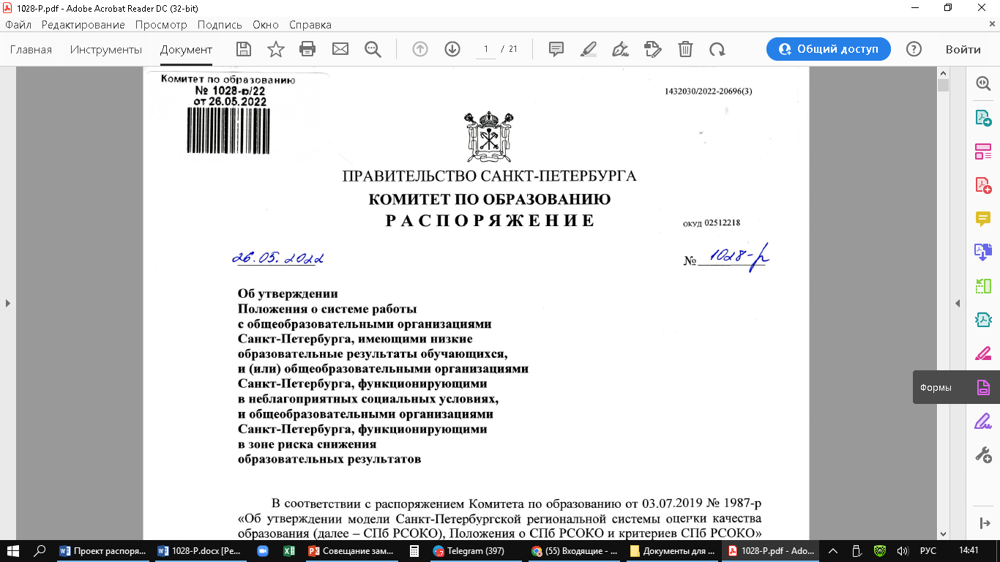 1028-P.pdf - Adobe Acrobat Reader DC (32-bit)
Файл Редактирование Просмотр Подпись Окно Справка
Главная Инструменты Документ 1 / 21 Общий доступ Войти
Комитет по образованию
№ 1028-р/22
от 26.05.2022
1432030/2022-20696(3)
ПРАВИТЕЛЬСТВО САНКТ-ПЕТЕРБУРГА
КОМИТЕТ ПО ОБРАЗОВАНИЮ
РАСПОРЯЖЕНИЕ
ОКУД 02512218
26.05.2022 № 1028-р
Об утверждении
Положения о системе работы
с общеобразовательными организациями
Санкт-Петербурга, имеющими низкие
образовательные результаты обучающихся,
и (или) общеобразовательными организациями
Санкт-Петербурга, функционирующими
в неблагоприятных социальных условиях,
и общеобразовательными организациями
Санкт-Петербурга, функционирующими
в зоне риска снижения
образовательных результатов
Формы
В соответствии с распоряжением Комитета по образованию от 03.07.2019 № 1987-р
«Об утверждении модели Санкт-Петербургской региональной системы оценки качества
образования (далее – СПб РСОКО), Положения о СПб РСОКО и критериев СПб РСОКО»
Проект распоря... 1028-P.docx [Ре... Совещание зам... Telegram (397) (55) Входящие - ... Документы для ... 1028-P.pdf - Ado... РУС 14:41